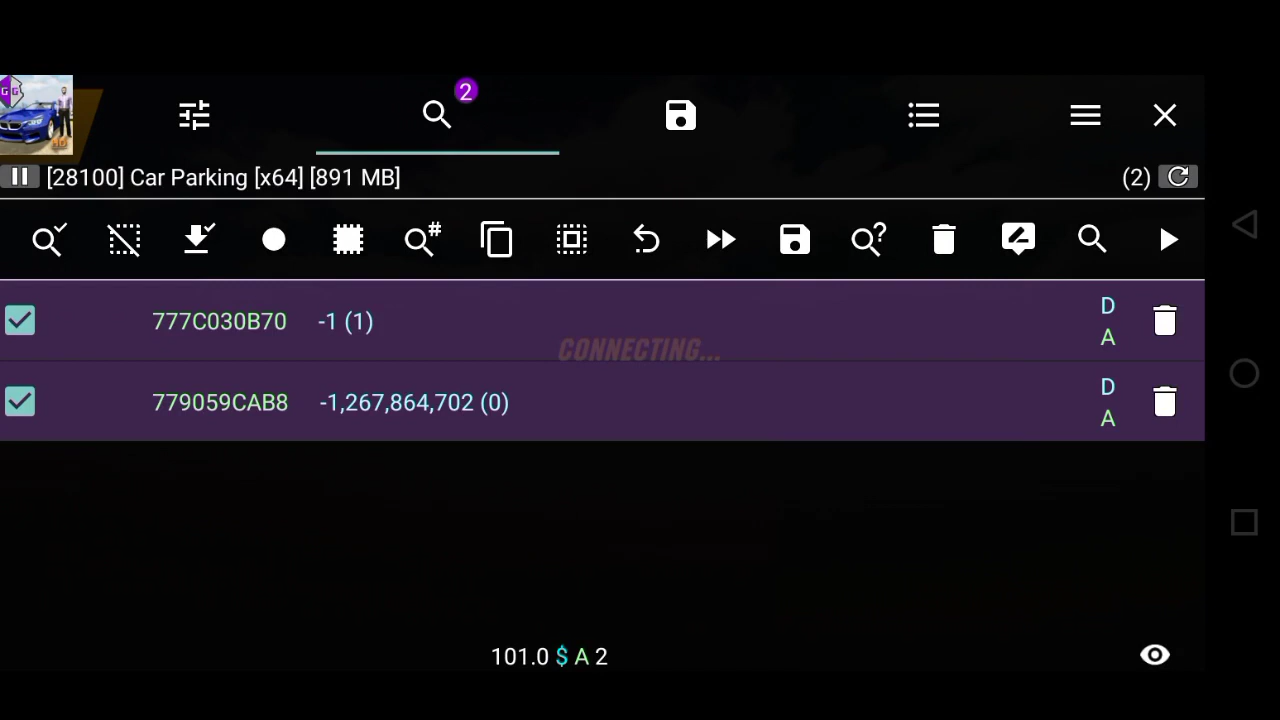 2
[28100] Car Parking [x64] [891 MB]
(2)
777C030B70 -1 (1) D
A
CONNECTING...
779059CAB8 -1,267,864,702 (0) D
A
101.0 $ A 2